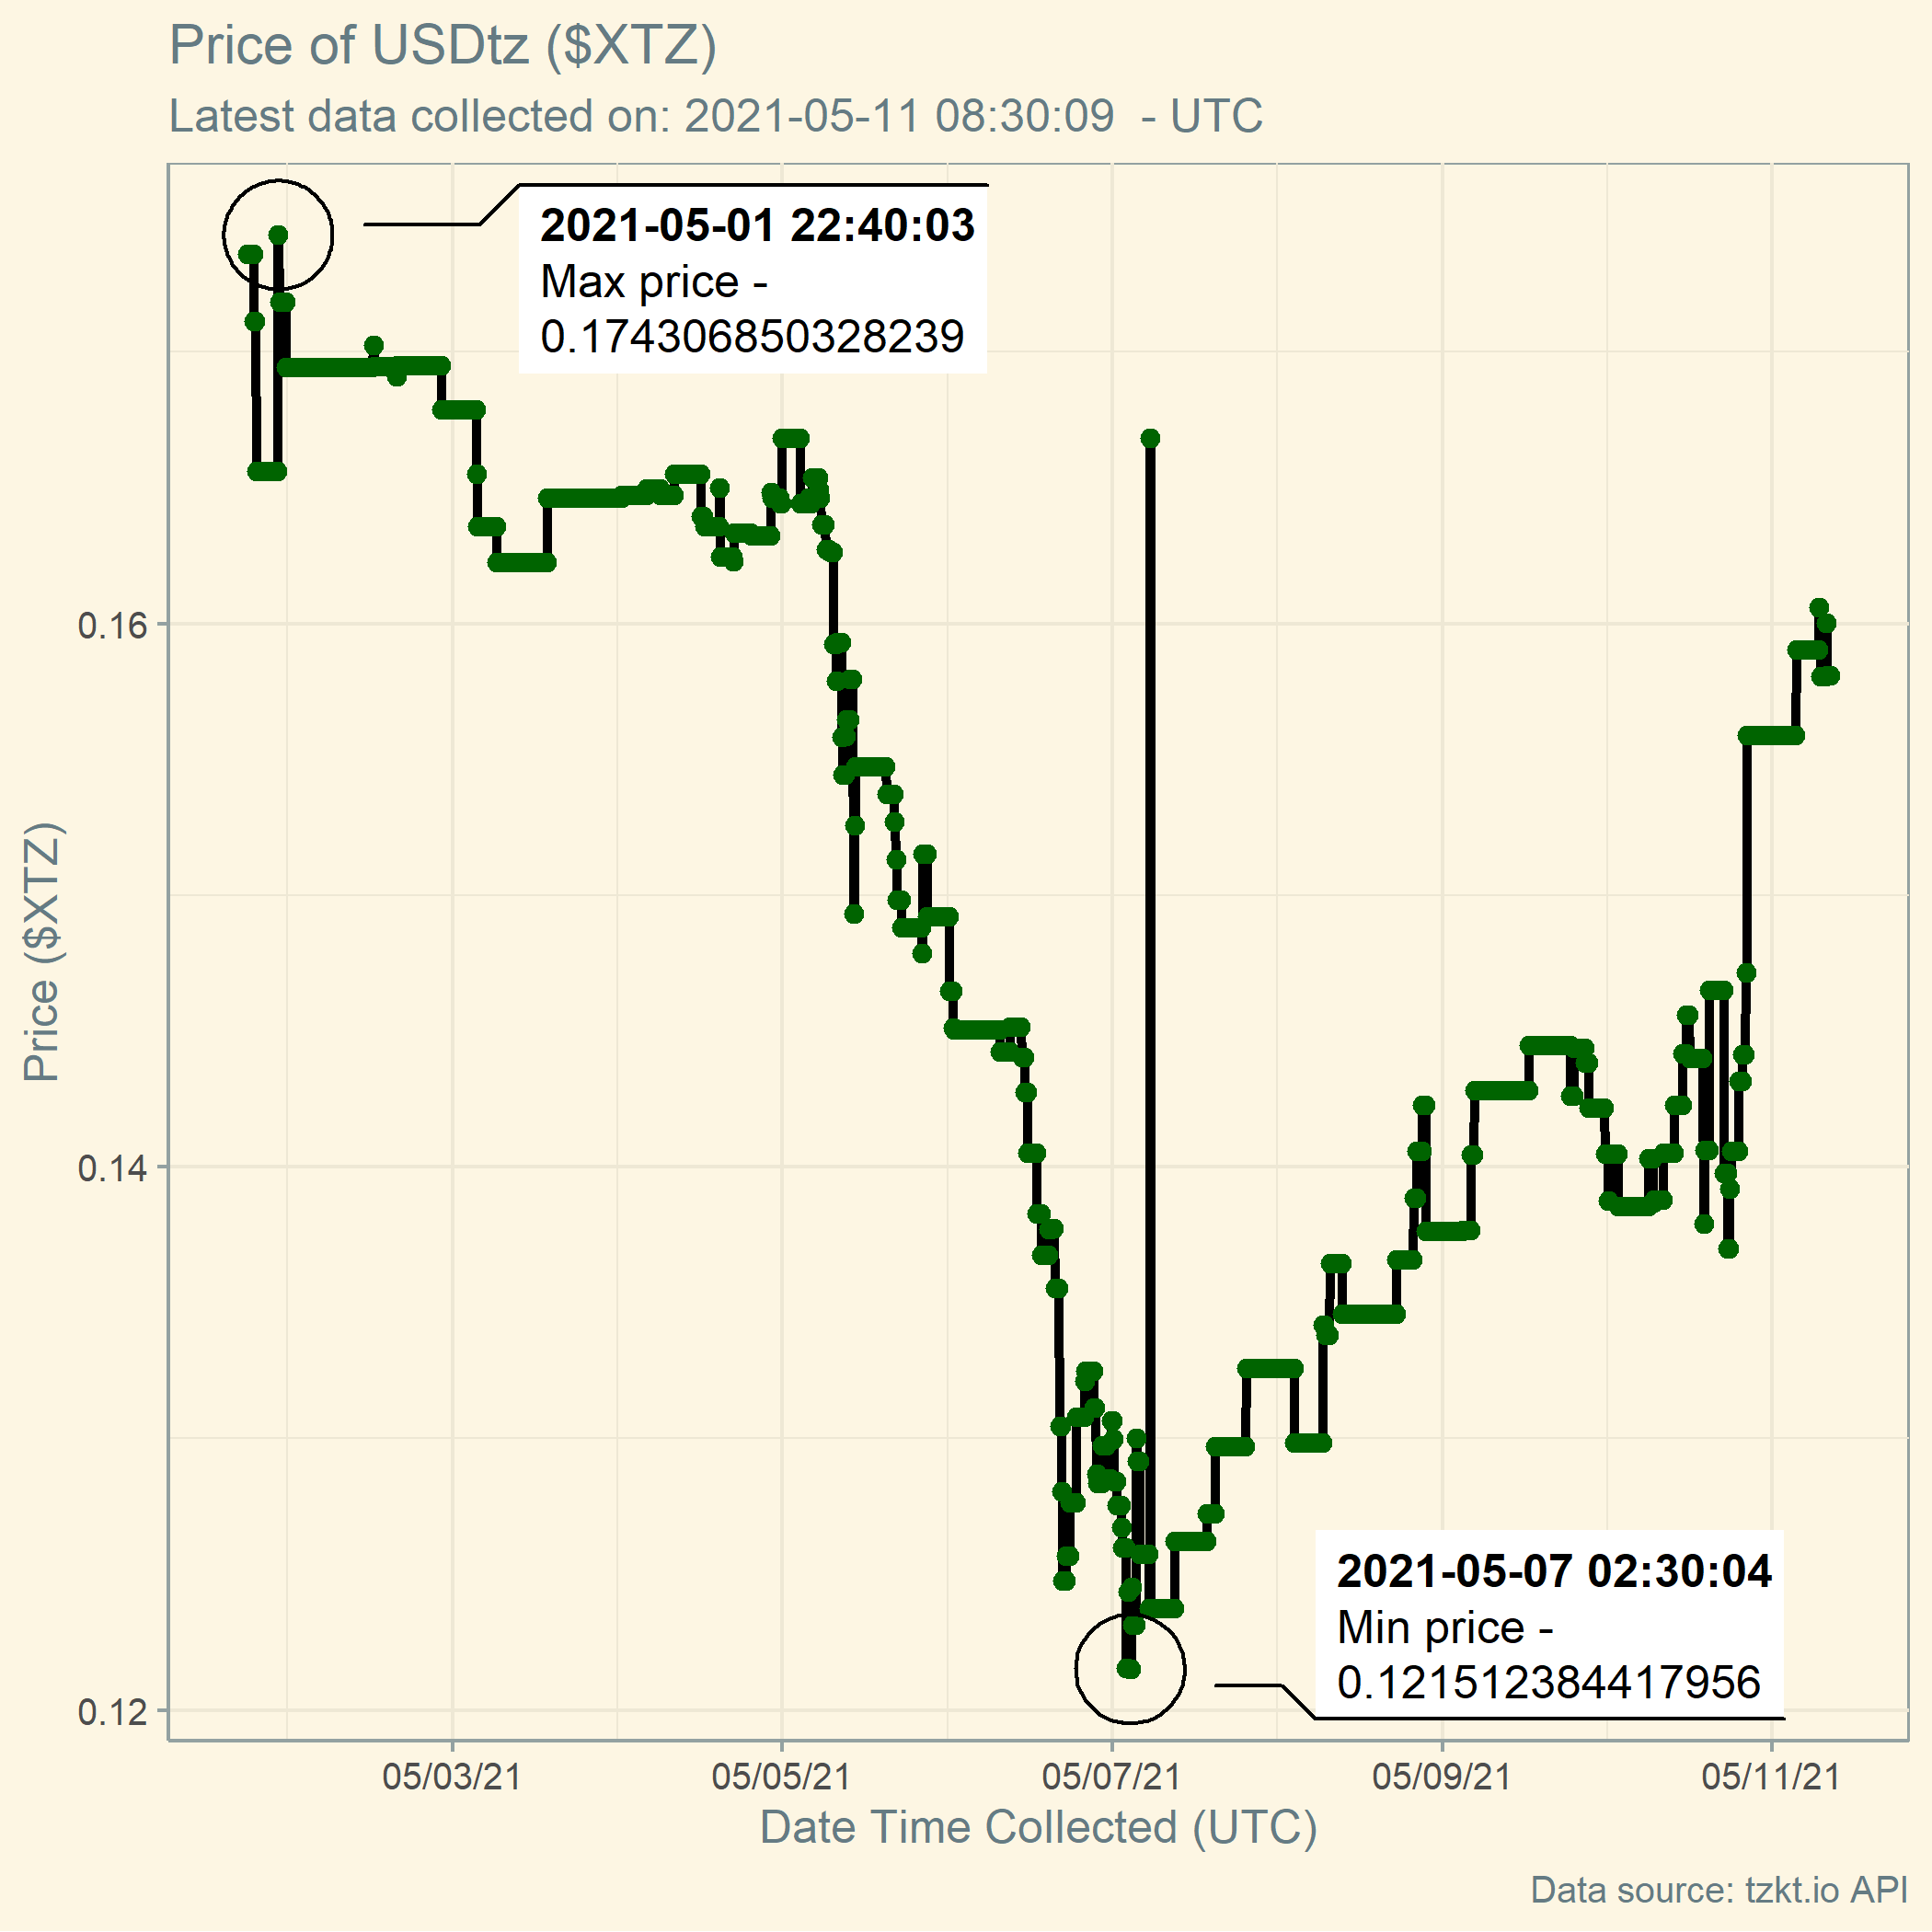 Price of USDtz ($XTZ)
Latest data collected on: 2021-05-11 08:30:09  - UTC
2021-05-01 22:40:03
Max price -
0.174306850328239
0.16
0.14
0.12
Price ($XTZ)
2021-05-07 02:30:04
Min price -
0.121512384417956
05/03/21
05/05/21
05/07/21
05/09/21
05/11/21
Date Time Collected (UTC)
Data source: tzkt.io API